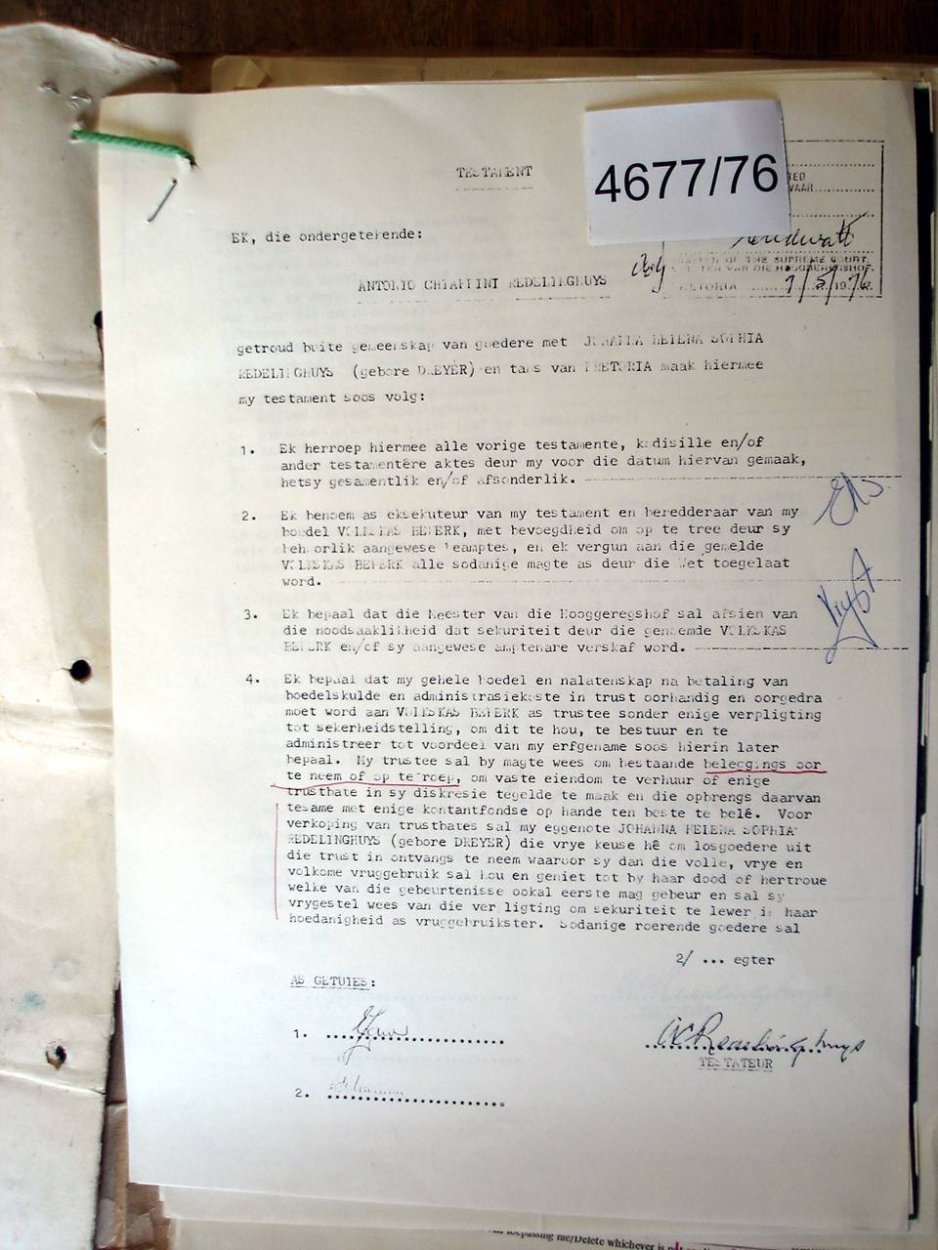 TESTAMENT
4677/76
EK, die ondergetekende:
MASTER OF THE SUPREME COURT
7/5/1976
ANTONIO CHIAPPINI REDELINGHUYS
getroud buite gemeenskap van goedere met JOHANNA HELENA SOPHIA
REDELINGHUYS (gebore DREYER) en tans van PRETORIA maak hiermee
my testament soos volg:
1. Ek herroep hiermee alle vorige testamente, kodisille en/of
ander testamentêre aktes deur my voor die datum hiervan gemaak,
hetsy gesamentlik en/of afsonderlik.
2. Ek benoem as eksekuteur van my testament en beredderaar van my
boedel VOLKSKAS BEPERK, met bevoegdheid om op te tree deur sy
behoorlik aangewese beamptes, en ek vergun aan die gemelde
VOLKSKAS BEPERK alle sodanige magte as deur die Wet toegelaat
word.
3. Ek bepaal dat die Meester van die Hooggeregshof sal afsien van
die noodsaaklikheid dat sekuriteit deur die genoemde VOLKSKAS
BEPERK en/of sy aangewese amptenare verskaf word.
4. Ek bepaal dat my gehele boedel en nalatenskap na betaling van
boedelskulde en administrasiekoste in trust oorhandig en oorgedra
moet word aan VOLKSKAS BEPERK as trustee sonder enige verpligting
tot sekerheidstelling, om dit te hou, te bestuur en te
administreer tot voordeel van my erfgename soos hierin later
bepaal. My trustee sal by magte wees om bestaande beleggings oor
te neem of op te roep, om vaste eiendom te verhuur of enige
trustbate in sy diskresie tegelde te maak en die opbrengs daarvan
tesame met enige kontantfondse op hande ten beste te belê. Voor
verkoping van trustbates sal my eggenote JOHANNA HELENA SOPHIA
REDELINGHUYS (gebore DREYER) die vrye keuse hê om losgoedere uit
die trust in ontvangs te neem waaroor sy dan die volle, vrye en
volkome vruggebruik sal hou en geniet tot by haar dood of hertroue
welke van die gebeurtenisse ookal eerste mag gebeur en sal sy
vrygestel wees van die verpligting om sekuriteit te lewer in haar
hoedanigheid as vruggebruikster. Sodanige roerende goedere sal
2/ ... egter
AS GETUIES:
1.
AC Redelinghuys
TESTATEUR
2.
me/Delete whichever is